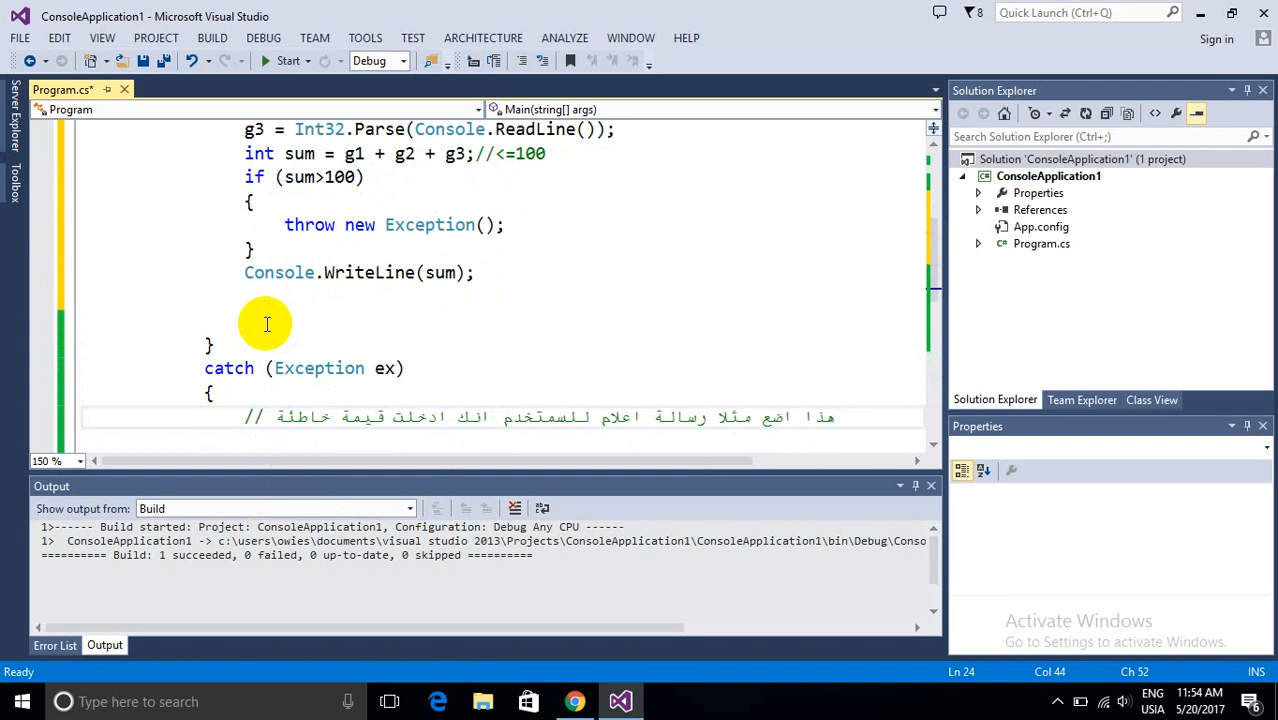 ConsoleApplication1 - Microsoft Visual Studio
8
Quick Launch (Ctrl+Q)
FILE EDIT VIEW PROJECT BUILD DEBUG TEAM TOOLS TEST ARCHITECTURE ANALYZE WINDOW HELP
Sign in
Start Debug
Server Explorer
Toolbox
Program.cs*
Program
Main(string[] args)
g3 = Int32.Parse(Console.ReadLine());
int sum = g1 + g2 + g3;//<=100
if (sum>100)
{
throw new Exception();
}
Console.WriteLine(sum);
}
catch (Exception ex)
{
// هذا اضع مثلا رسالة اعلام للسمتخدم انك ادخلت قيمة خاطئة
150 %
Solution Explorer
Search Solution Explorer (Ctrl+;)
Solution 'ConsoleApplication1' (1 project)
ConsoleApplication1
Properties
References
App.config
Program.cs
Solution Explorer Team Explorer Class View
Properties
Output
Show output from: Build
1>------ Build started: Project: ConsoleApplication1, Configuration: Debug Any CPU ------
1> ConsoleApplication1 -> c:\users\owies\documents\visual studio 2013\Projects\ConsoleApplication1\ConsoleApplication1\bin\Debug\Conso
========== Build: 1 succeeded, 0 failed, 0 up-to-date, 0 skipped ==========
Error List Output
Activate Windows
Go to Settings to activate Windows.
Ready
Ln 24 Col 44 Ch 52 INS
Type here to search
ENG
USIA
11:54 AM
5/20/2017
6